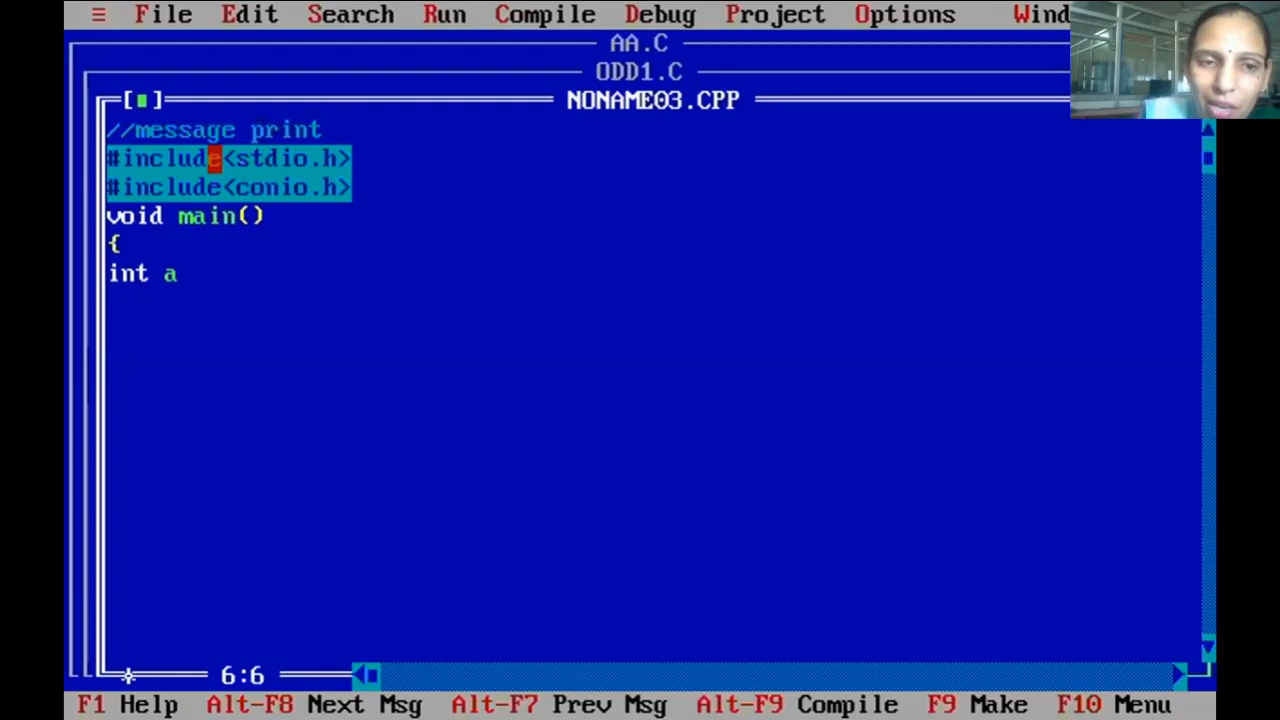 ≡ File Edit Search Run Compile Debug Project Options Wind
AA.C
ODD1.C
[■] NONAME03.CPP
//message print
#include<stdio.h>
#include<conio.h>
void main()
{
int a
6:6
F1 Help Alt-F8 Next Msg Alt-F7 Prev Msg Alt-F9 Compile F9 Make F10 Menu